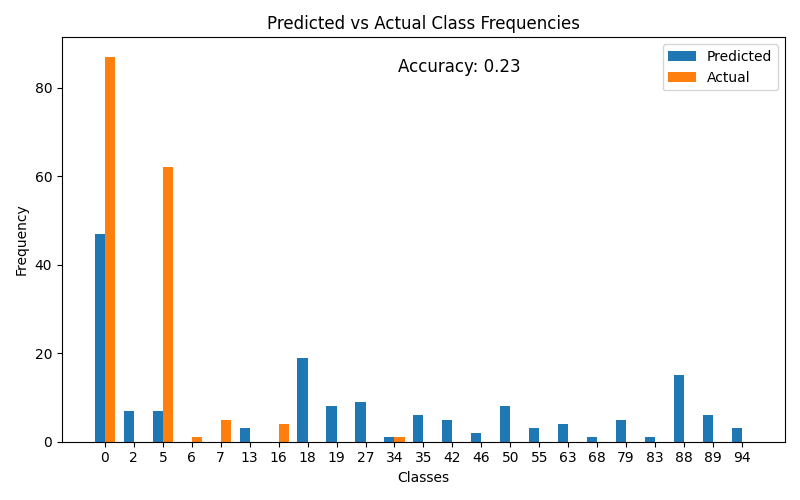 Predicted vs Actual Class Frequencies
Accuracy: 0.23
Predicted
Actual
80
60
40
20
0
Frequency
0 2 5 6 7 13 16 18 19 27 34 35 42 46 50 55 63 68 79 83 88 89 94
Classes